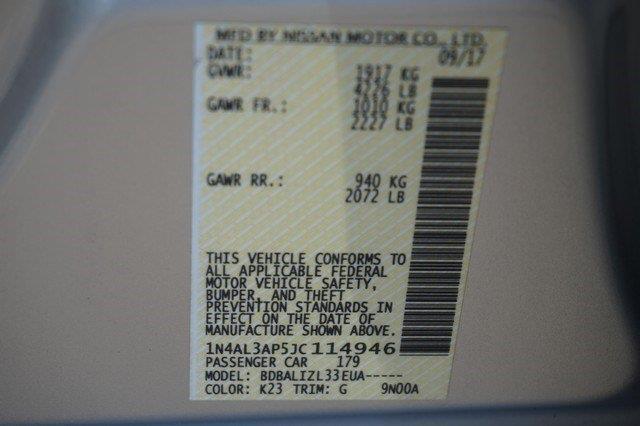 MFD BY NISSAN MOTOR CO., LTD.
DATE: 09/17
GVWR: 1917 KG
4226 LB
GAWR FR.: 1010 KG
2227 LB
GAWR RR.: 940 KG
2072 LB
THIS VEHICLE CONFORMS TO
ALL APPLICABLE FEDERAL
MOTOR VEHICLE SAFETY,
BUMPER, AND THEFT
PREVENTION STANDARDS IN
EFFECT ON THE DATE OF
MANUFACTURE SHOWN ABOVE.
1N4AL3AP5JC114946
PASSENGER CAR 179
MODEL: BDBALIZL33EUA-----
COLOR: K23 TRIM: G 9N00A